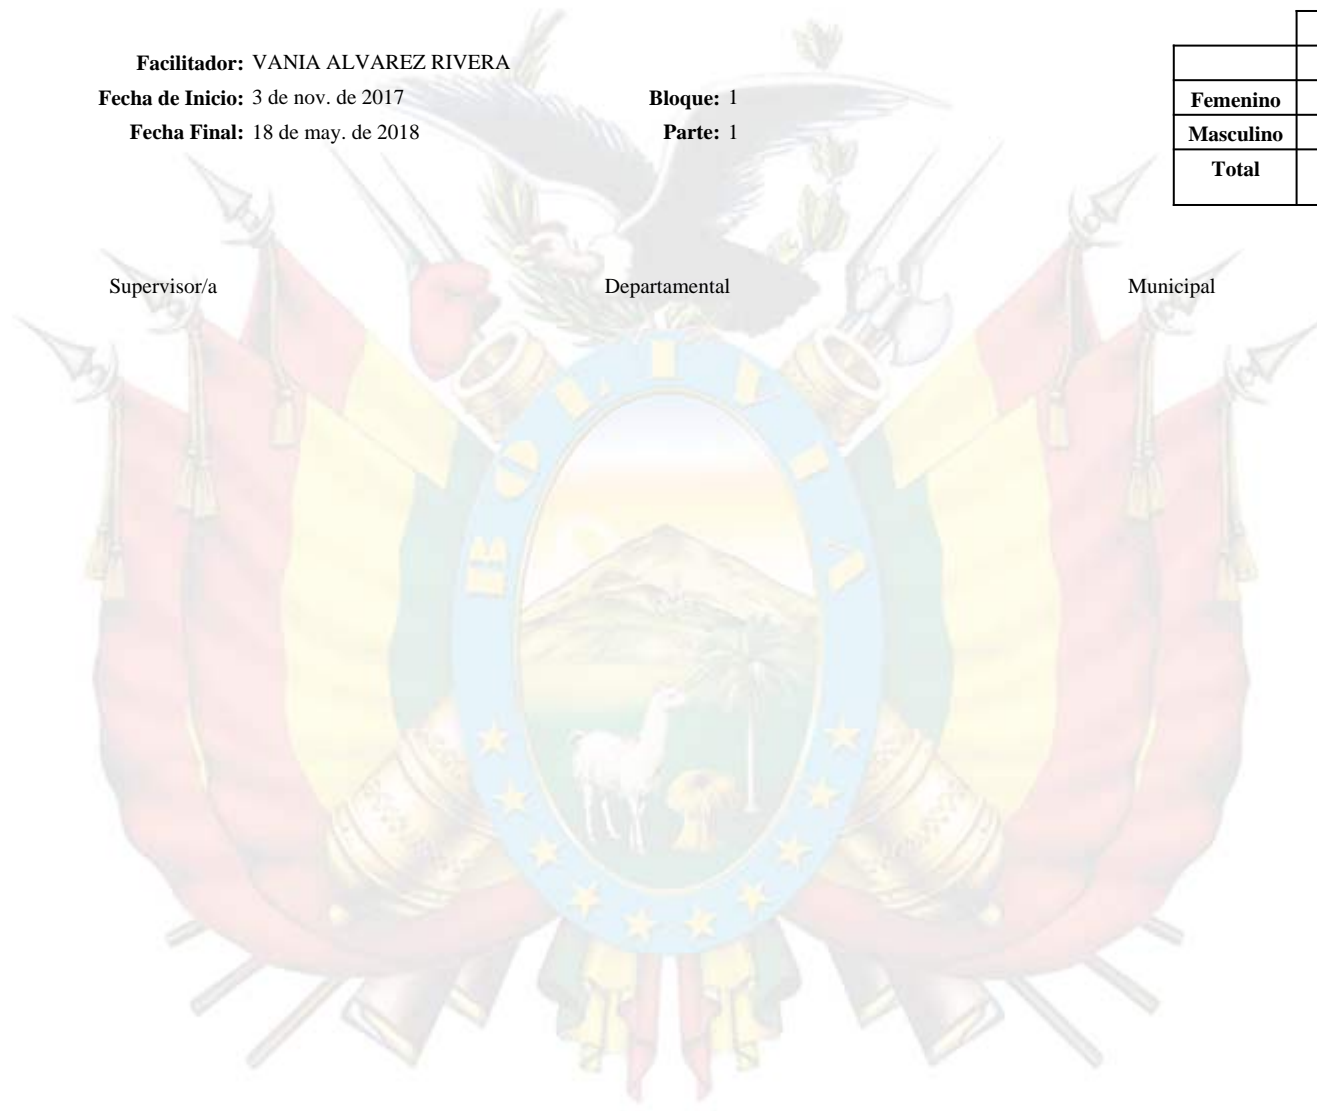 Facilitador: VANIA ALVAREZ RIVERA
Fecha de Inicio: 3 de nov. de 2017 Bloque: 1
Fecha Final: 18 de may. de 2018 Parte: 1
Femenino
Masculino
Total
Supervisor/a Departamental Municipal
BOLIVIA